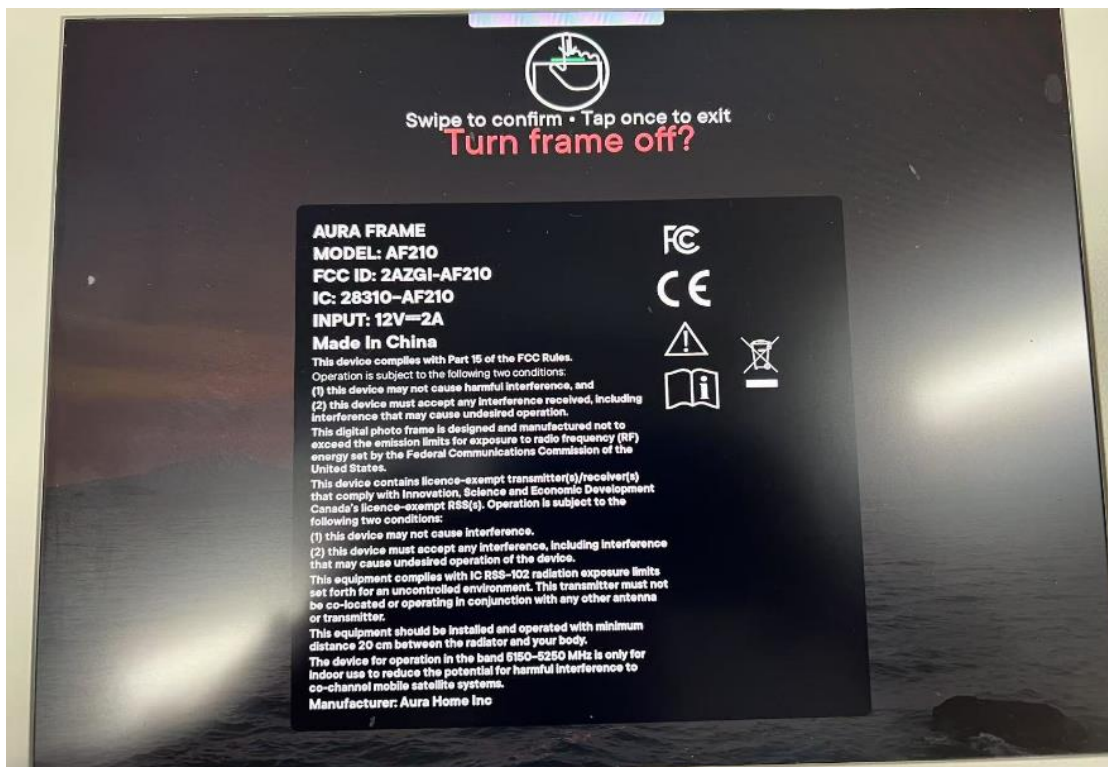 Swipe to confirm • Tap once to exit
Turn frame off?
AURA FRAME
MODEL: AF210
FCC ID: 2AZGI-AF210
IC: 28310-AF210
INPUT: 12V⎓2A
Made In China
This device complies with Part 15 of the FCC Rules.
Operation is subject to the following two conditions:
(1) this device may not cause harmful interference, and
(2) this device must accept any interference received, including
interference that may cause undesired operation.
This digital photo frame is designed and manufactured not to
exceed the emission limits for exposure to radio frequency (RF)
energy set by the Federal Communications Commission of the
United States.
This device contains licence-exempt transmitter(s)/receiver(s)
that comply with Innovation, Science and Economic Development
Canada's licence-exempt RSS(s). Operation is subject to the
following two conditions:
(1) this device may not cause interference.
(2) this device must accept any interference, including interference
that may cause undesired operation of the device.
This equipment complies with IC RSS-102 radiation exposure limits
set forth for an uncontrolled environment. This transmitter must not
be co-located or operating in conjunction with any other antenna
or transmitter.
This equipment should be installed and operated with minimum
distance 20 cm between the radiator and your body.
The device for operation in the band 5150-5250 MHz is only for
indoor use to reduce the potential for harmful interference to
co-channel mobile satellite systems.
Manufacturer: Aura Home Inc
FC
CE